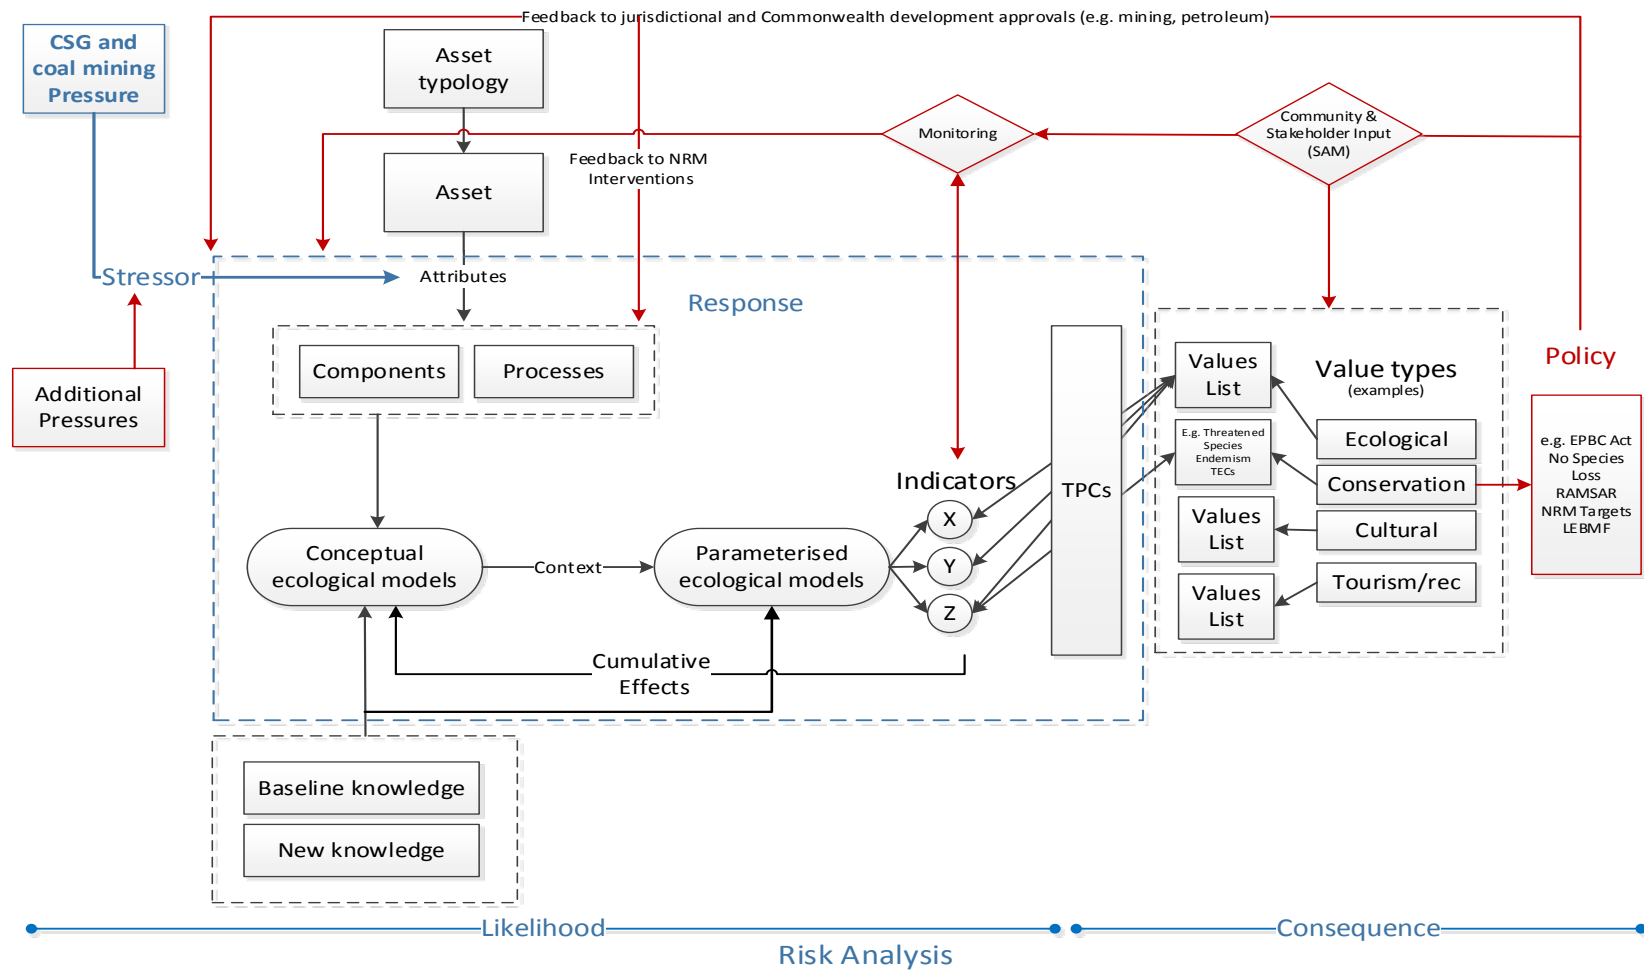 Feedback to jurisdictional and Commonwealth development approvals (e.g. mining, petroleum)
CSG and
coal mining
Pressure
Asset
typology
Monitoring
Community &
Stakeholder Input
(SAM)
Feedback to NRM
Interventions
Asset
Stressor
Attributes
Response
Components
Processes
Additional
Pressures
Policy
Values
List
Value types
(examples)
E.g. Threatened
Species
Endemism
TECs
Ecological
Conservation
Cultural
Tourism/rec
Values
List
Values
List
e.g. EPBC Act
No Species
Loss
RAMSAR
NRM Targets
LEBMF
Indicators
X
Y
Z
TPCs
Conceptual
ecological models
Context
Parameterised
ecological models
Cumulative
Effects
Baseline knowledge
New knowledge
Likelihood
Consequence
Risk Analysis